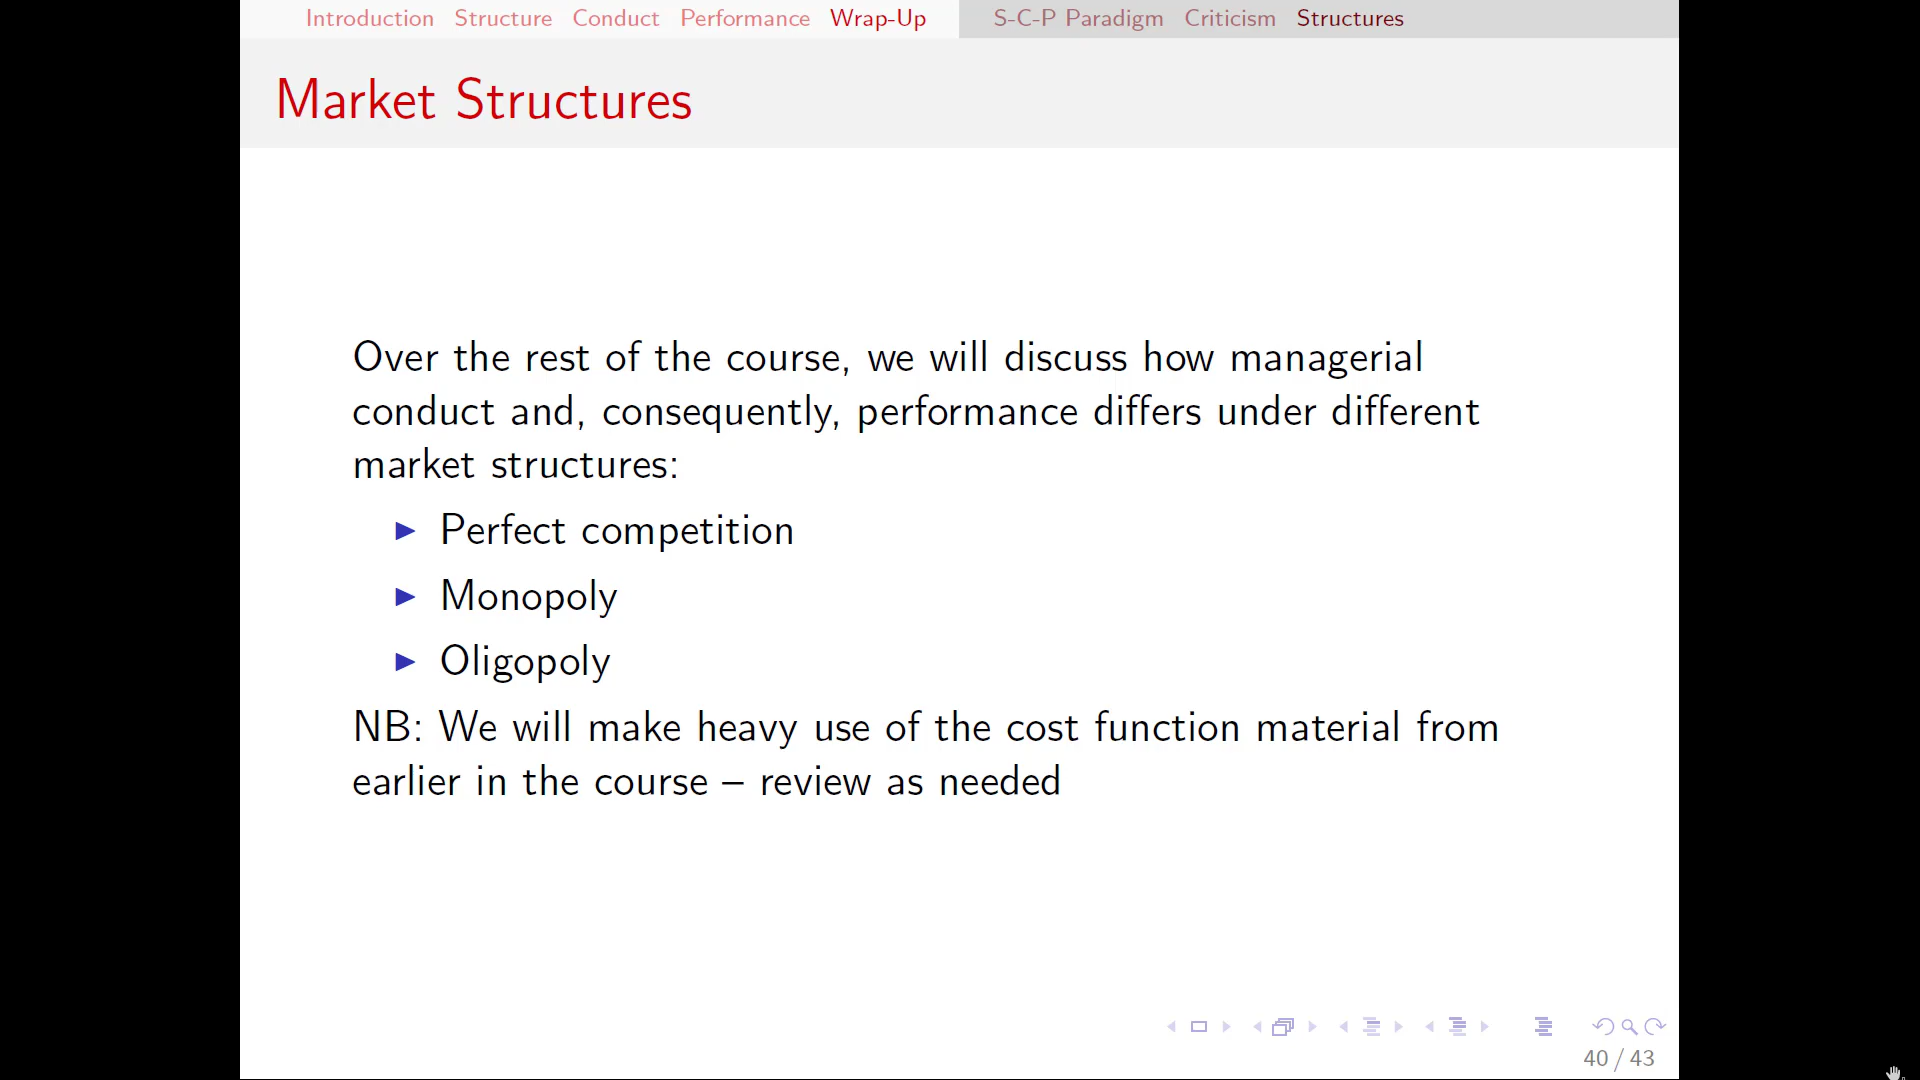 Introduction Structure Conduct Performance Wrap-Up S-C-P Paradigm Criticism Structures
Market Structures
Over the rest of the course, we will discuss how managerial
conduct and, consequently, performance differs under different
market structures:
Perfect competition
Monopoly
Oligopoly
NB: We will make heavy use of the cost function material from
earlier in the course – review as needed
40 / 43